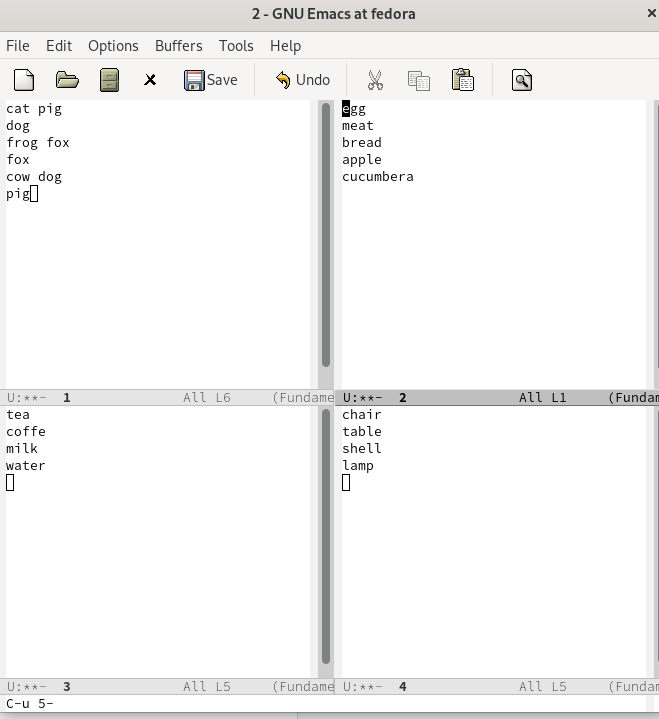 2 - GNU Emacs at fedora
File Edit Options Buffers Tools Help
Save Undo
cat pig
dog
frog fox
fox
cow dog
pig
U:**- 1 All L6 (Fundame
egg
meat
bread
apple
cucumbera
U:**- 2 All L1 (Fundam
tea
coffe
milk
water
U:**- 3 All L5 (Fundame
chair
table
shell
lamp
U:**- 4 All L5 (Fundam
C-u 5-